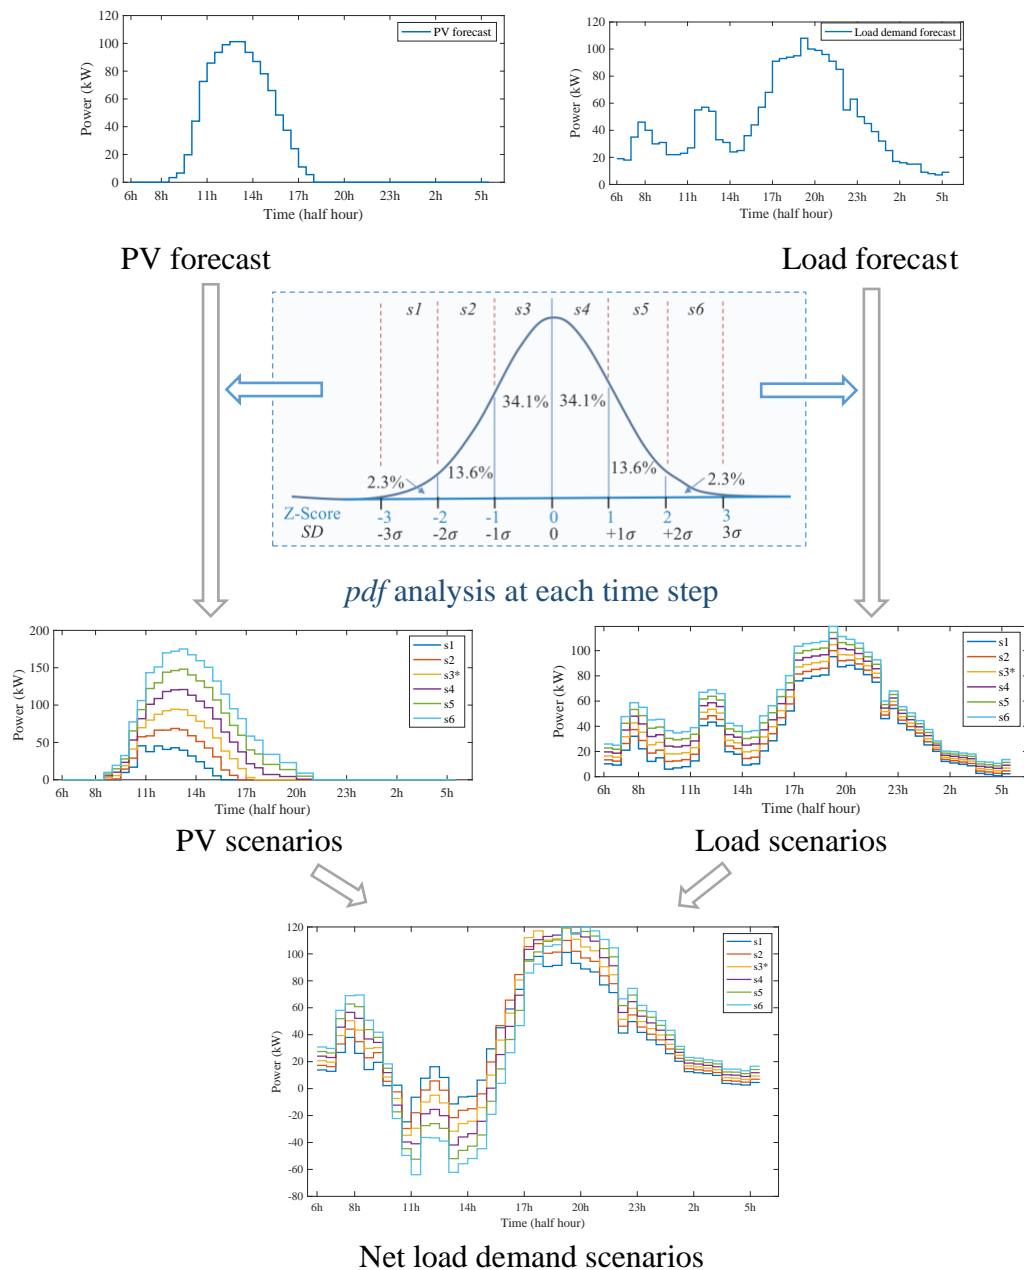 120
100
80
60
40
20
0
Power (kW)
PV forecast
6h 8h 11h 14h 17h 20h 23h 2h 5h
Time (half hour)
120
100
80
60
40
20
0
Power (kW)
Load demand forecast
6h 8h 11h 14h 17h 20h 23h 2h 5h
Time (half hour)
PV forecast
Load forecast
s1 s2 s3 s4 s5 s6
34.1% 34.1%
13.6% 13.6%
2.3% 2.3%
Z-Score -3 -2 -1 0 1 2 3
SD -3σ -2σ -1σ 0 +1σ +2σ 3σ
pdf analysis at each time step
200
150
100
50
0
Power (kW)
s1
s2
s3*
s4
s5
s6
6h 8h 11h 14h 17h 20h 23h 2h 5h
Time (half hour)
PV scenarios
100
80
60
40
20
0
Power (kW)
s1
s2
s3*
s4
s5
s6
6h 8h 11h 14h 17h 20h 23h 2h 5h
Time (half hour)
Load scenarios
120
100
80
60
40
20
0
-20
-40
-60
-80
Power (kW)
s1
s2
s3*
s4
s5
s6
6h 8h 11h 14h 17h 20h 23h 2h 5h
Time (half hour)
Net load demand scenarios